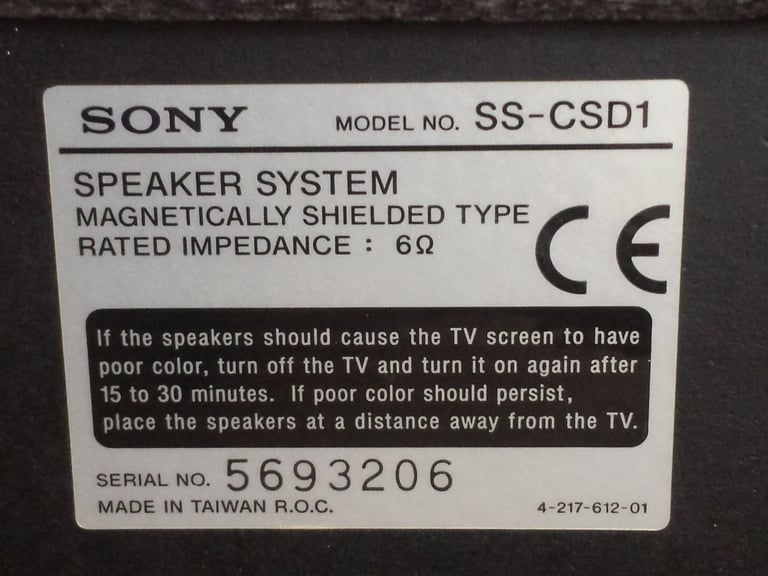 SONY MODEL NO. SS-CSD1
SPEAKER SYSTEM
MAGNETICALLY SHIELDED TYPE
RATED IMPEDANCE : 6Ω
CE
If the speakers should cause the TV screen to have
poor color, turn off the TV and turn it on again after
15 to 30 minutes. If poor color should persist,
place the speakers at a distance away from the TV.
SERIAL NO. 5693206
MADE IN TAIWAN R.O.C. 4-217-612-01